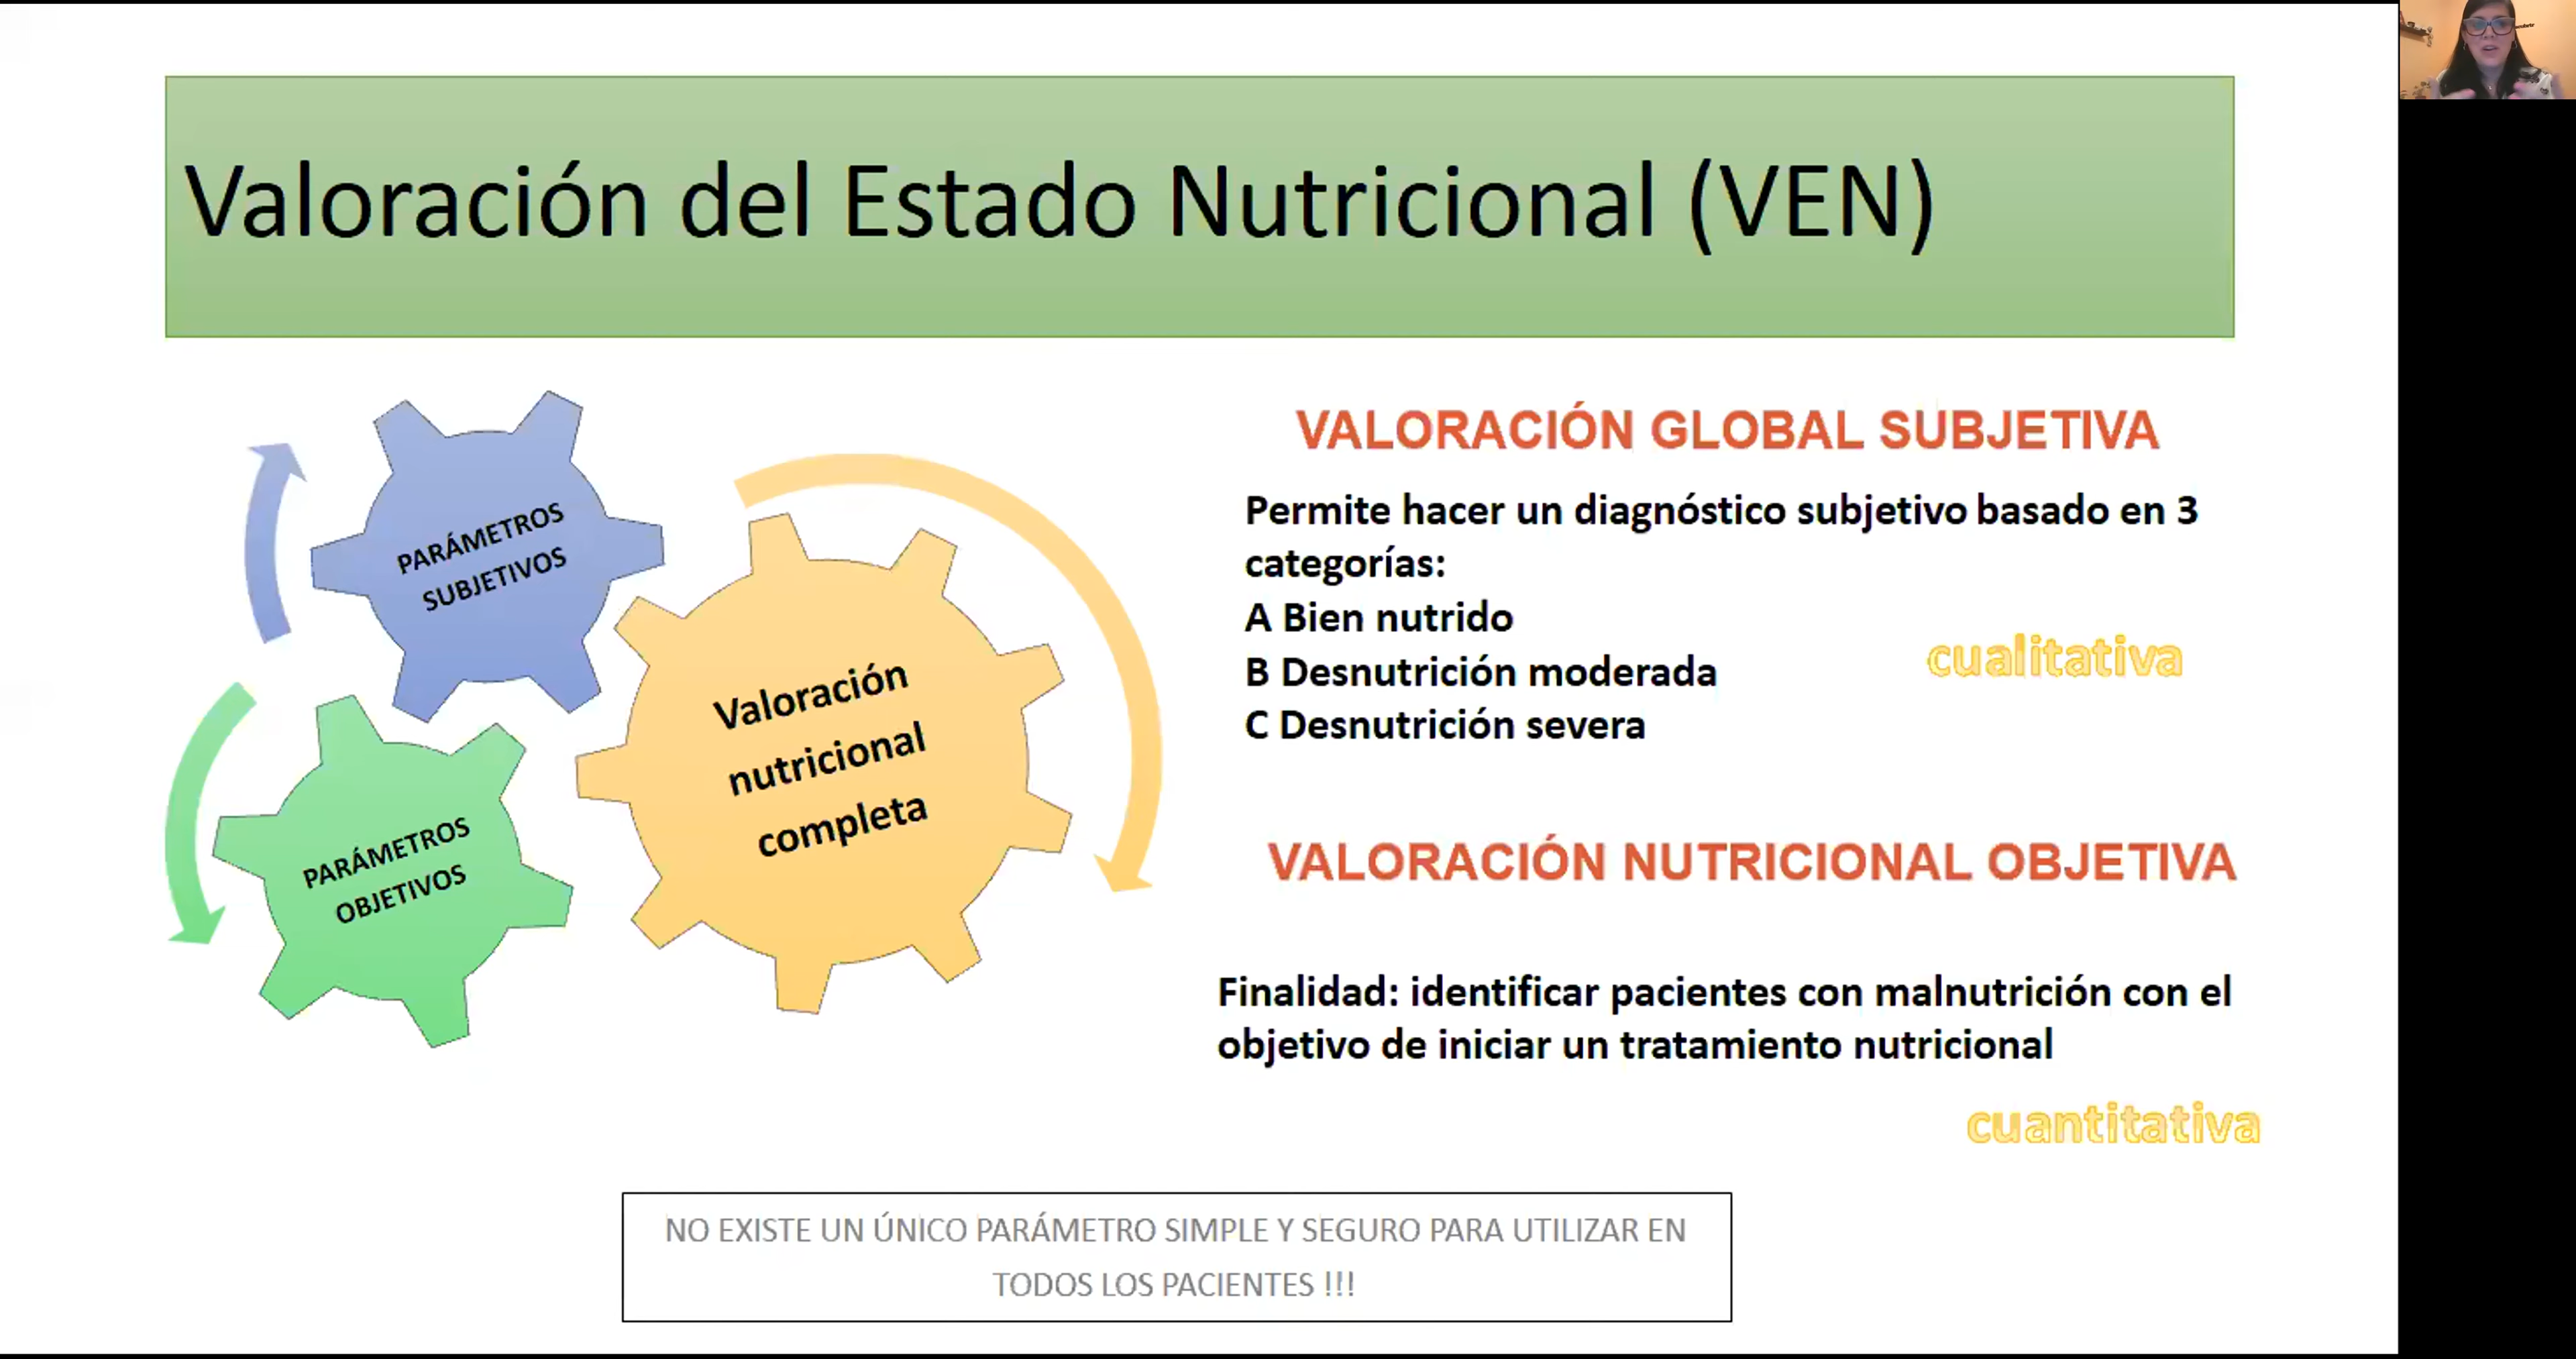 Valoración del Estado Nutricional (VEN)
PARÁMETROS
SUBJETIVOS
PARÁMETROS
OBJETIVOS
Valoración
nutricional
completa
VALORACIÓN GLOBAL SUBJETIVA
Permite hacer un diagnóstico subjetivo basado en 3
categorías:
A Bien nutrido
B Desnutrición moderada
C Desnutrición severa
cualitativa
VALORACIÓN NUTRICIONAL OBJETIVA
Finalidad: identificar pacientes con malnutrición con el
objetivo de iniciar un tratamiento nutricional
cuantitativa
NO EXISTE UN ÚNICO PARÁMETRO SIMPLE Y SEGURO PARA UTILIZAR EN
TODOS LOS PACIENTES !!!